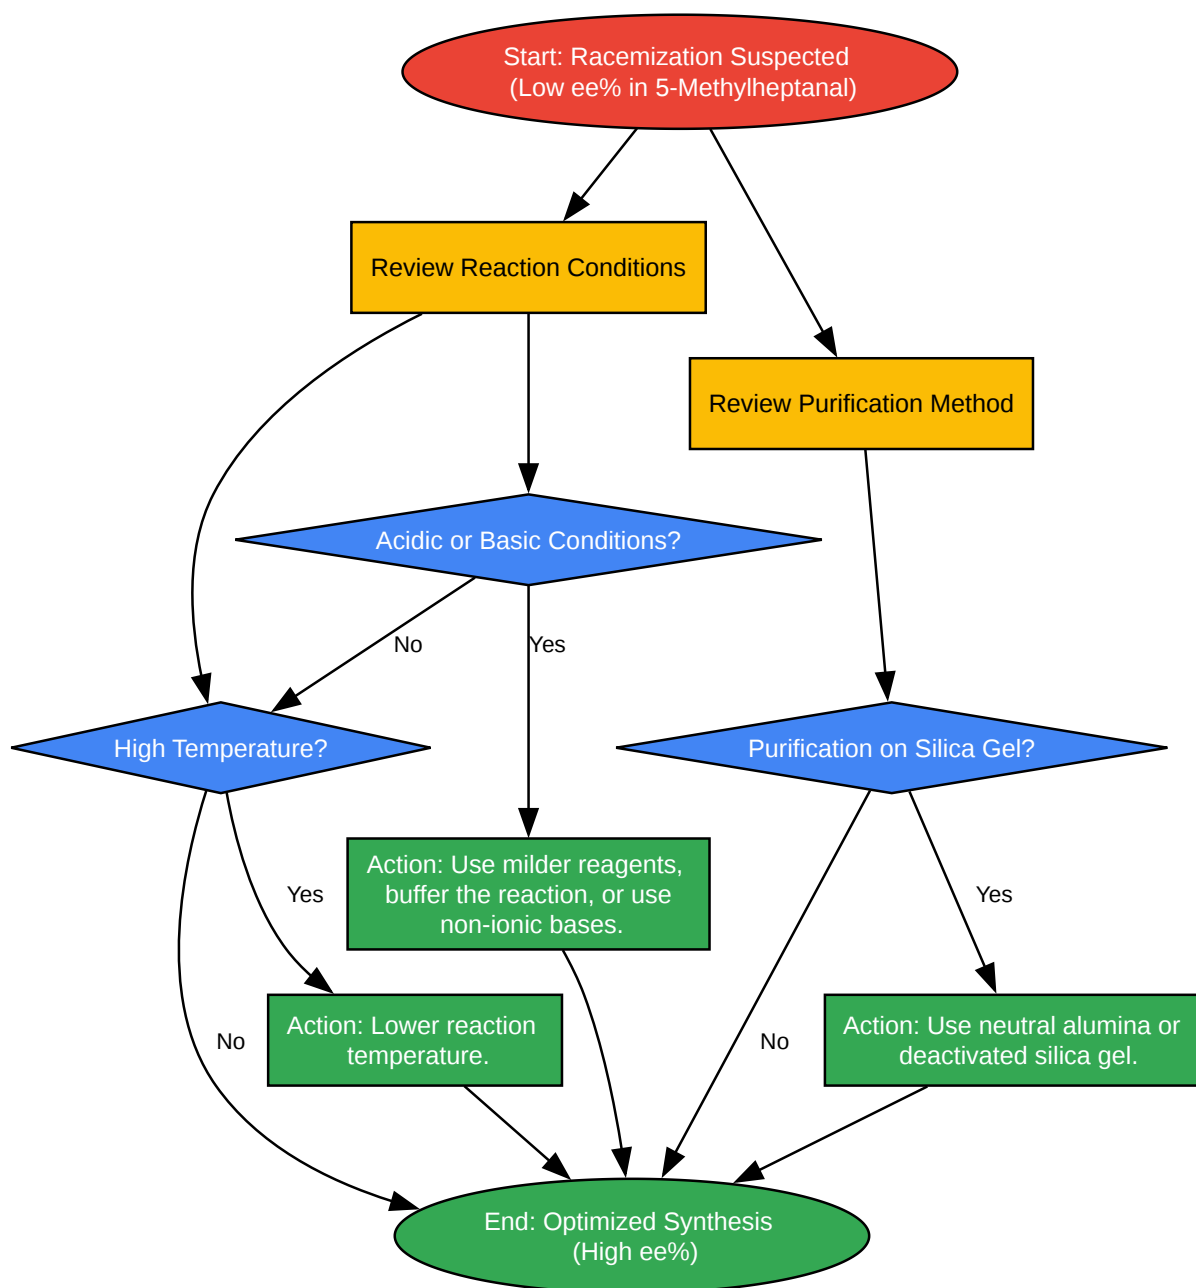 Start: Racemization Suspected
(Low ee% in 5-Methylheptanal)
Review Reaction Conditions
Review Purification Method
Acidic or Basic Conditions?
No
Yes
High Temperature?
Purification on Silica Gel?
Action: Use milder reagents,
buffer the reaction, or use
non-ionic bases.
Yes
Yes
Action: Lower reaction
temperature.
Action: Use neutral alumina or
deactivated silica gel.
No
No
End: Optimized Synthesis
(High ee%)